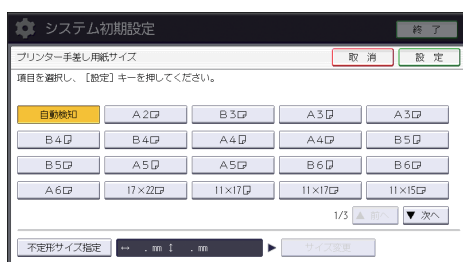 システム初期設定 終 了
プリンター手差し用紙サイズ 取 消 設 定
項目を選択し、［設定］キーを押してください。
自動検知 A2 B3 A3 A3
B4 B4 A4 A4 B5
B5 A5 A5 B6 B6
A6 17×22 11×17 11×17 11×15
1/3 ▲ 前へ ▼ 次へ
不定形サイズ指定 ↔ . mm ↕ . mm ▶ サイズ変更